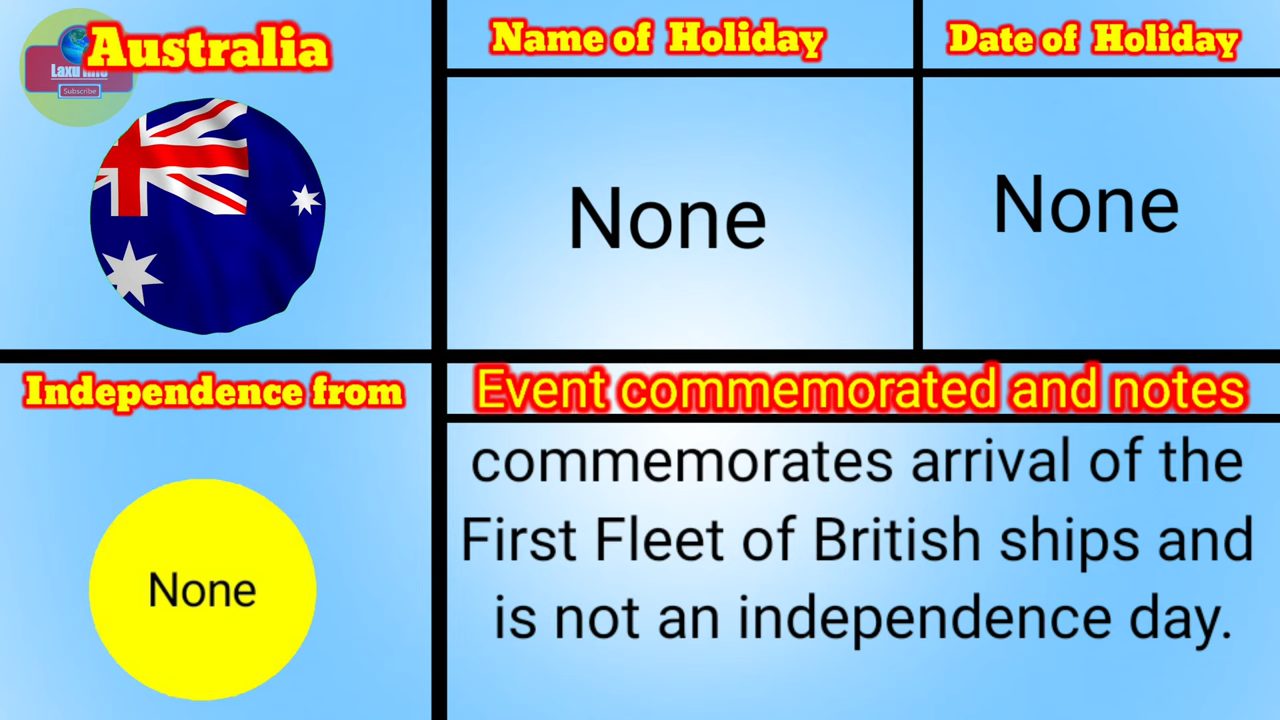 Australia
Name of Holiday
Date of Holiday
Subscribe
None
None
Independence from
Event commemorated and notes
None
commemorates arrival of the
First Fleet of British ships and
is not an independence day.